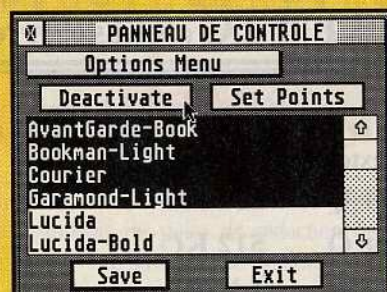 PANNEAU DE CONTROLE
Options Menu
Deactivate Set Points
AvantGarde-Book
Bookman-Light
Courier
Garamond-Light
Lucida
Lucida-Bold
Save Exit